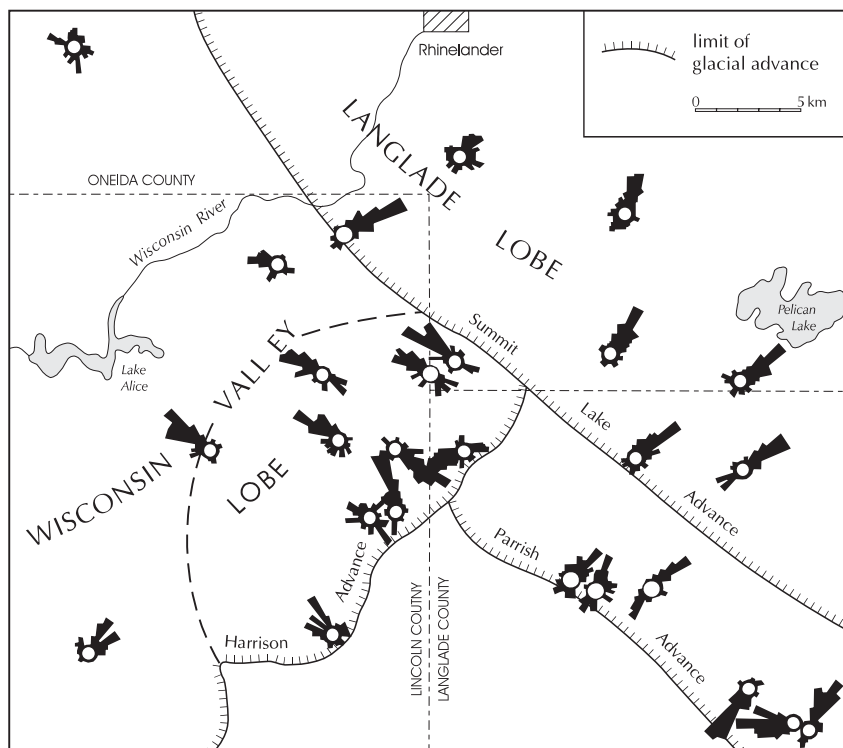 Rhinelander
limit of
glacial advance
0 5 km
LANGLADE
LOBE
ONEIDA COUNTY
Wisconsin River
Pelican
Lake
Summit
Lake
Advance
Lake
Alice
WISCONSIN
VALLEY
LOBE
Parrish
Advance
Harrison
Advance
LINCOLN COUTNY
LANGLADE COUNTY